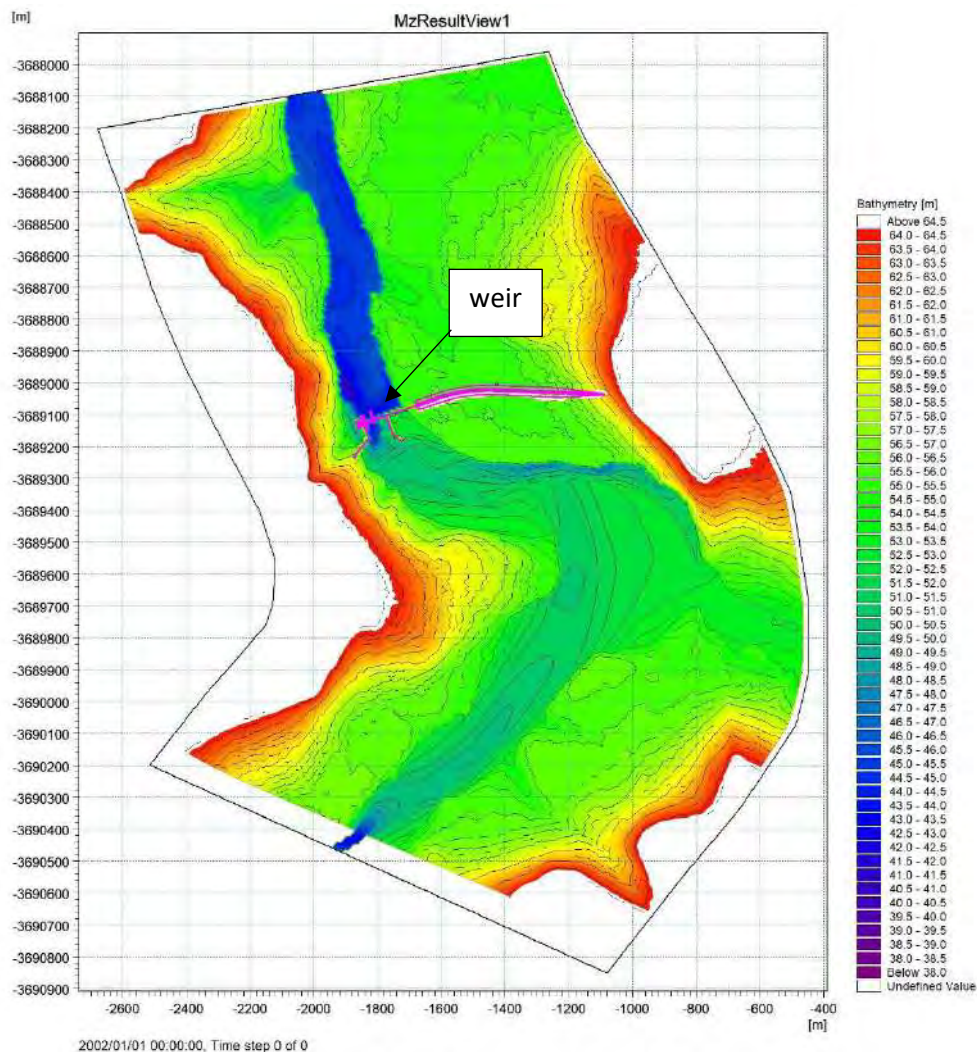 [m]
MzResultView1
-3688000
-3688100
-3688200
-3688300
-3688400
-3688500
-3688600
-3688700
-3688800
-3688900
-3689000
-3689100
-3689200
-3689300
-3689400
-3689500
-3689600
-3689700
-3689800
-3689900
-3690000
-3690100
-3690200
-3690300
-3690400
-3690500
-3690600
-3690700
-3690800
-3690900
weir
-2600 -2400 -2200 -2000 -1800 -1600 -1400 -1200 -1000 -800 -600 -400
[m]
Bathymetry [m]
Above 64.5
64.0 - 64.5
63.5 - 64.0
63.0 - 63.5
62.5 - 63.0
62.0 - 62.5
61.5 - 62.0
61.0 - 61.5
60.5 - 61.0
60.0 - 60.5
59.5 - 60.0
59.0 - 59.5
58.5 - 59.0
58.0 - 58.5
57.5 - 58.0
57.0 - 57.5
56.5 - 57.0
56.0 - 56.5
55.5 - 56.0
55.0 - 55.5
54.5 - 55.0
54.0 - 54.5
53.5 - 54.0
53.0 - 53.5
52.5 - 53.0
52.0 - 52.5
51.5 - 52.0
51.0 - 51.5
50.5 - 51.0
50.0 - 50.5
49.5 - 50.0
49.0 - 49.5
48.5 - 49.0
48.0 - 48.5
47.5 - 48.0
47.0 - 47.5
46.5 - 47.0
46.0 - 46.5
45.5 - 46.0
45.0 - 45.5
44.5 - 45.0
44.0 - 44.5
43.5 - 44.0
43.0 - 43.5
42.5 - 43.0
42.0 - 42.5
41.5 - 42.0
41.0 - 41.5
40.5 - 41.0
40.0 - 40.5
39.5 - 40.0
39.0 - 39.5
38.5 - 39.0
38.0 - 38.5
Below 38.0
Undefined Value
2002/01/01 00:00:00, Time step 0 of 0